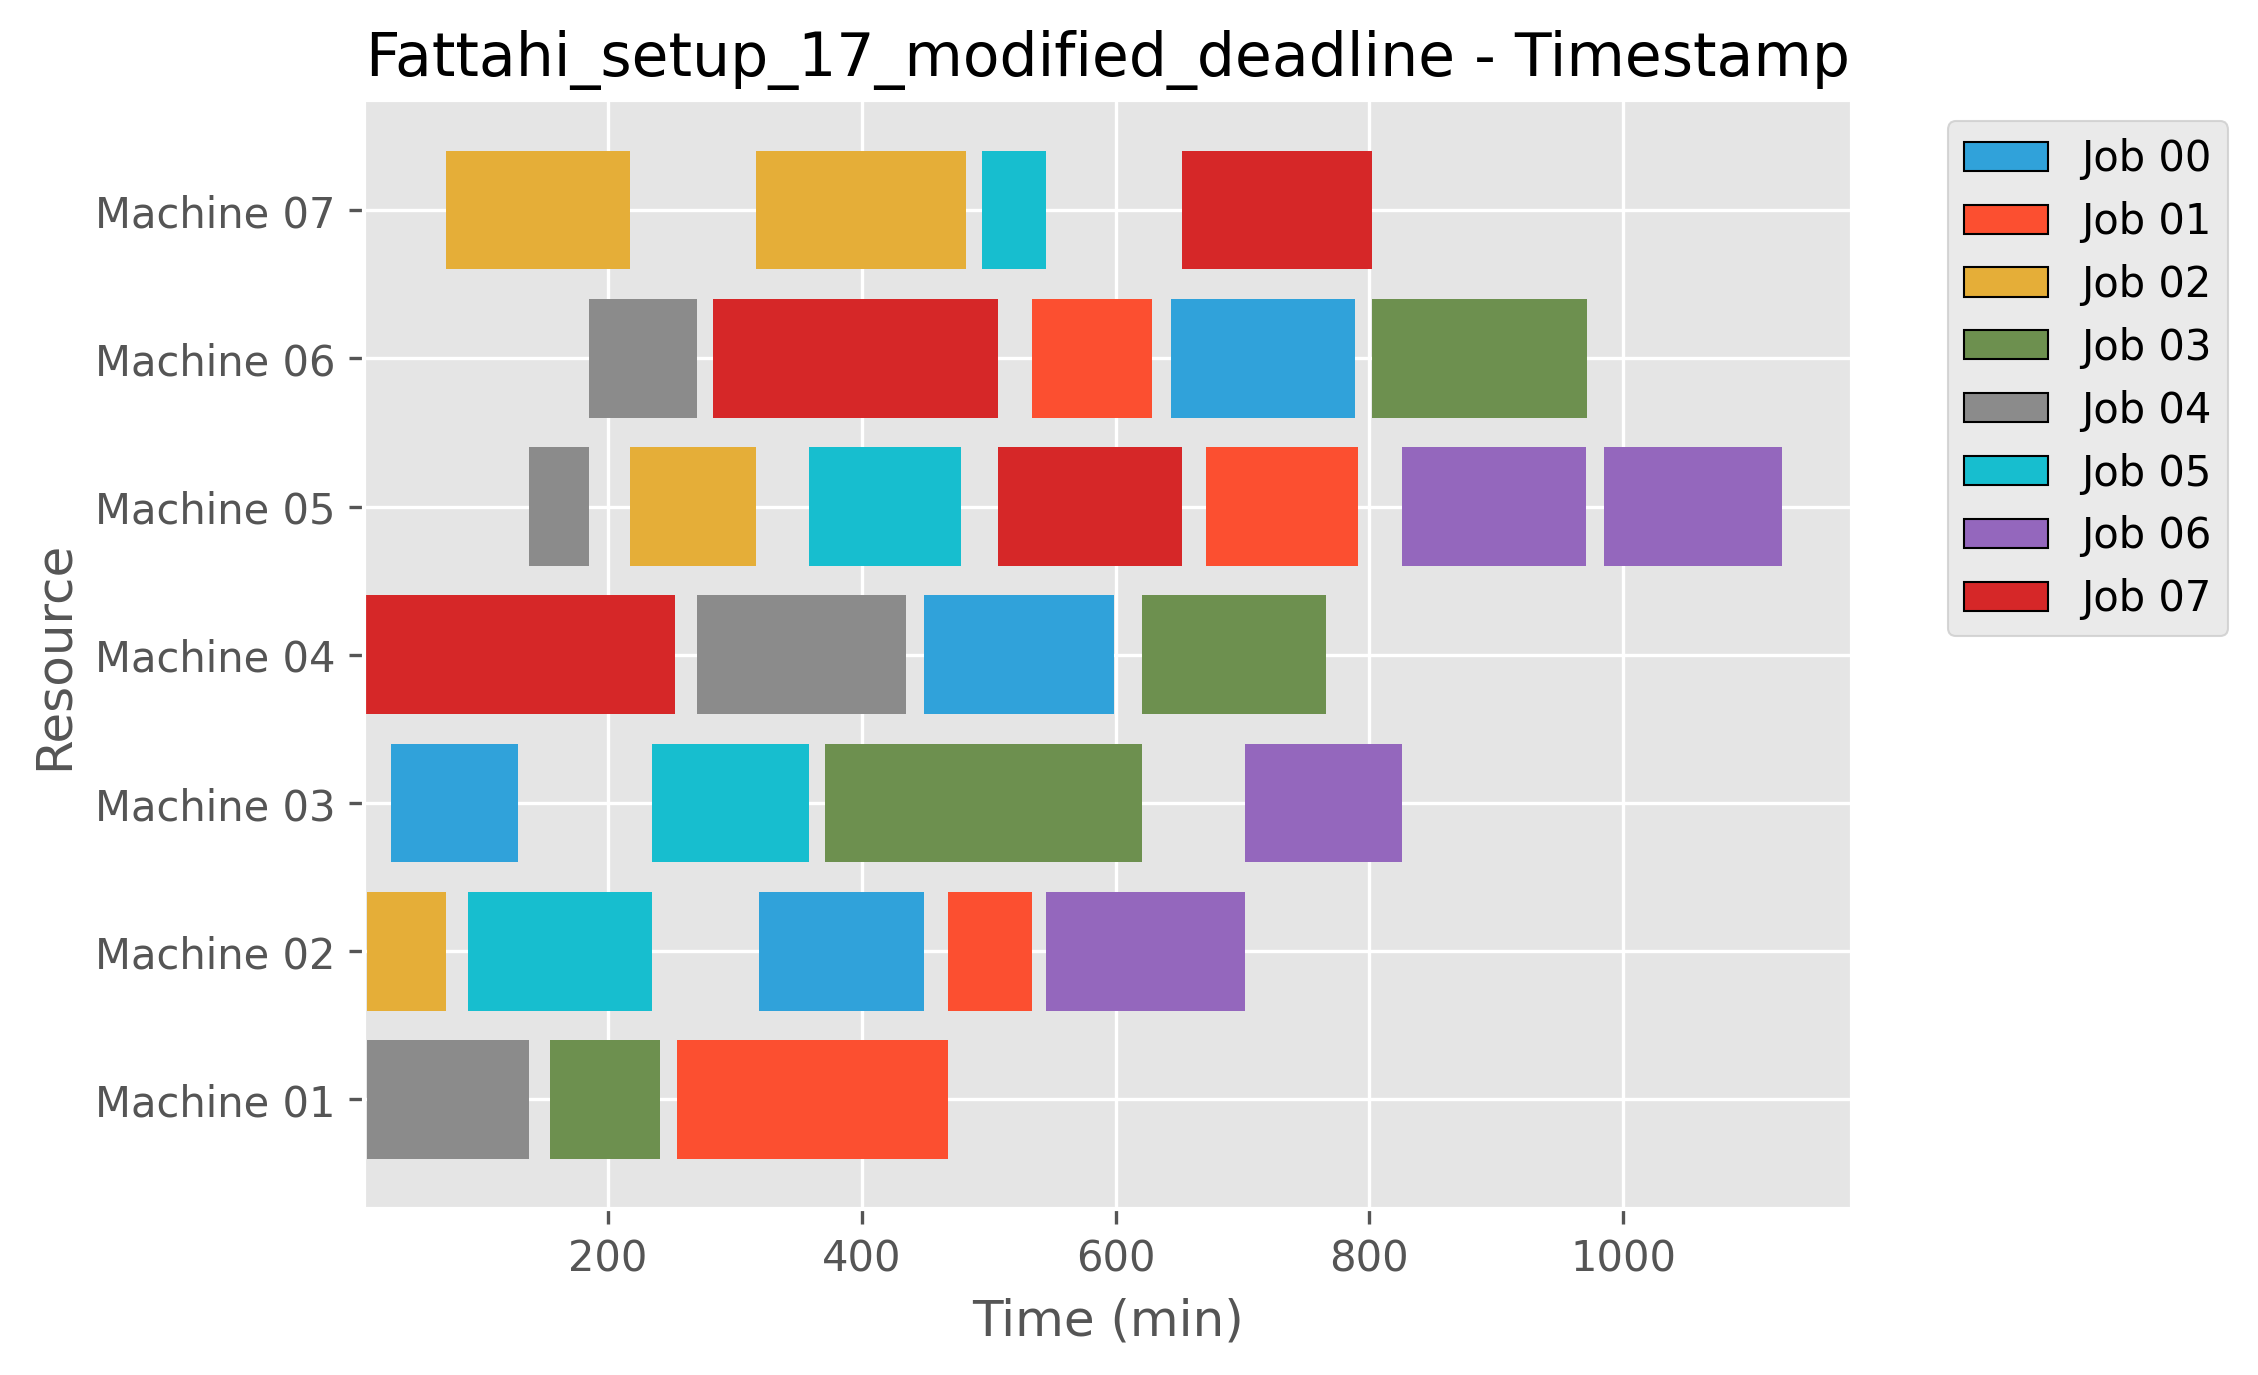 Fattahi_setup_17_modified_deadline - Timestamp
Machine 07
Machine 06
Machine 05
Machine 04
Machine 03
Machine 02
Machine 01
Resource
200
400
600
800
1000
Time (min)
Job 00
Job 01
Job 02
Job 03
Job 04
Job 05
Job 06
Job 07